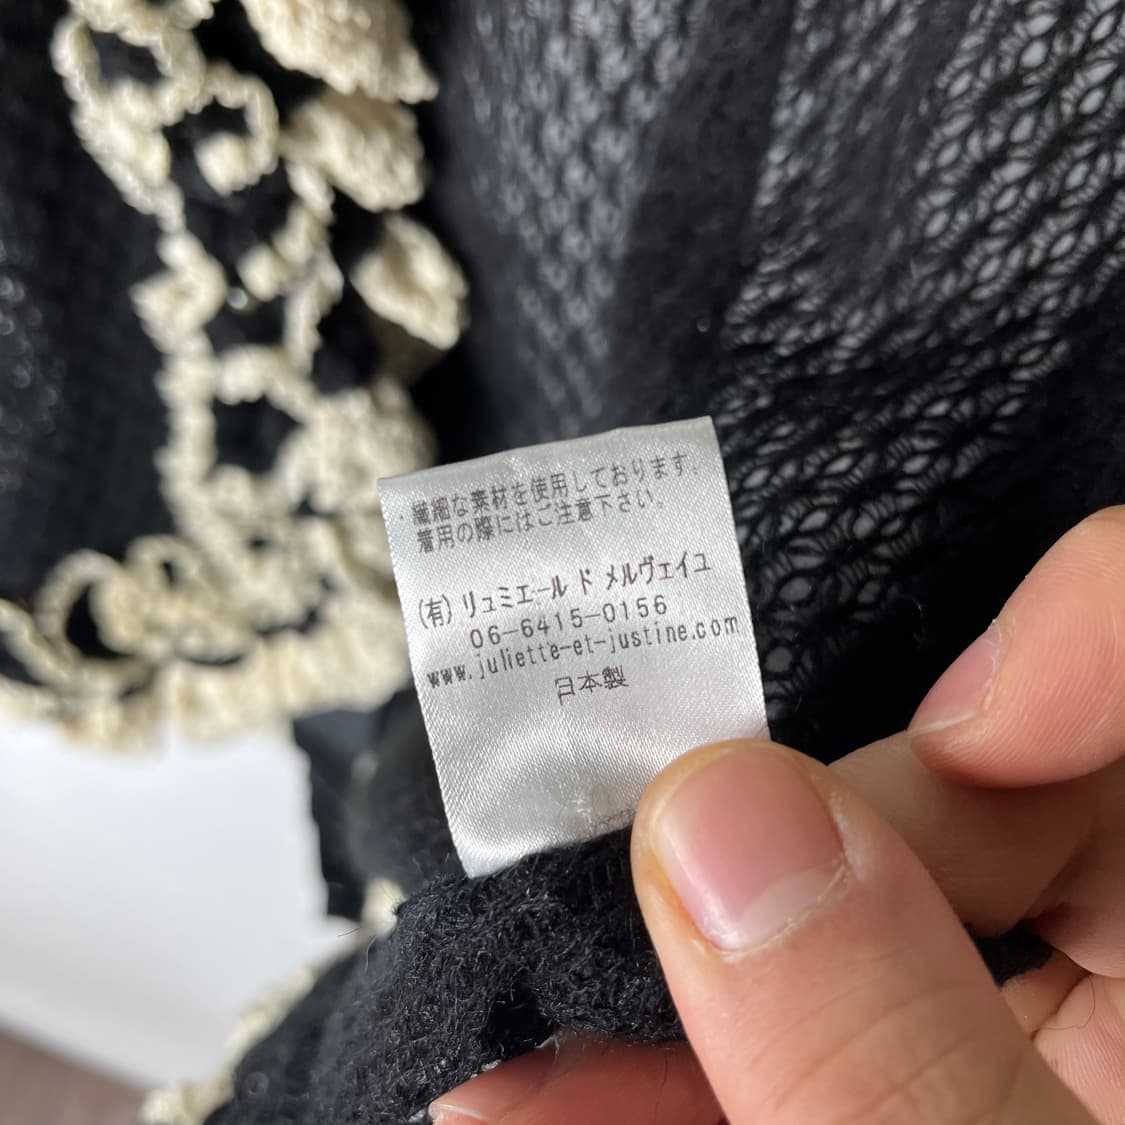 繊細な素材を使用しております。
着用の際にはご注意下さい。
(有)リュミエール ド メルヴェイユ
06-6415-0156
www.juliette-et-justine.com
日本製